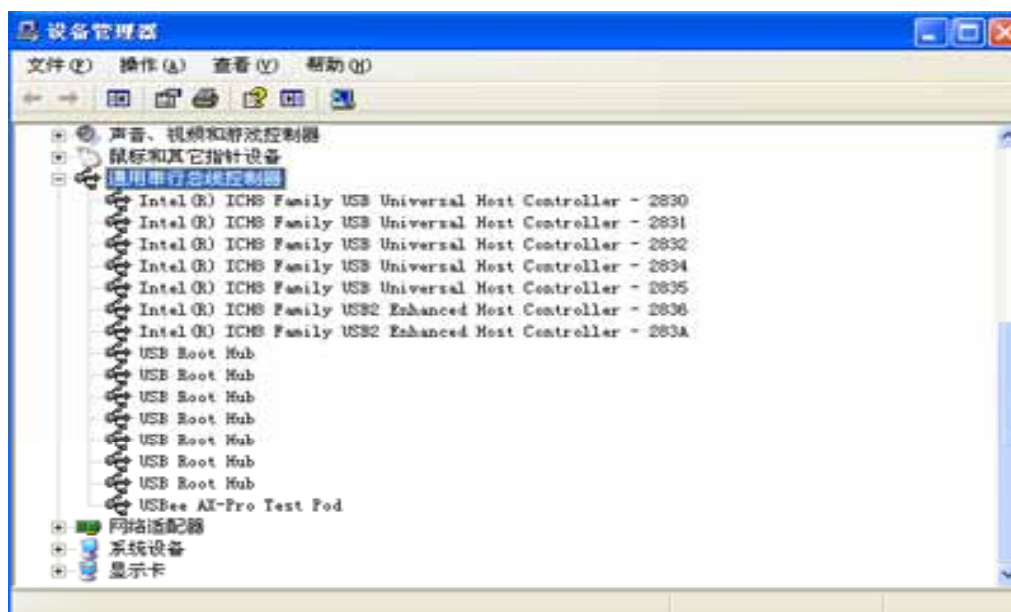 设备管理器
文件(F) 操作(A) 查看(V) 帮助(H)
声音、视频和游戏控制器
鼠标和其它指针设备
通用串行总线控制器
Intel(R) ICH8 Family USB Universal Host Controller - 2830
Intel(R) ICH8 Family USB Universal Host Controller - 2831
Intel(R) ICH8 Family USB Universal Host Controller - 2832
Intel(R) ICH8 Family USB Universal Host Controller - 2834
Intel(R) ICH8 Family USB Universal Host Controller - 2835
Intel(R) ICH8 Family USB2 Enhanced Host Controller - 2836
Intel(R) ICH8 Family USB2 Enhanced Host Controller - 283A
USB Root Hub
USB Root Hub
USB Root Hub
USB Root Hub
USB Root Hub
USB Root Hub
USB Root Hub
USBee AX-Pro Test Pod
网络适配器
系统设备
显示卡